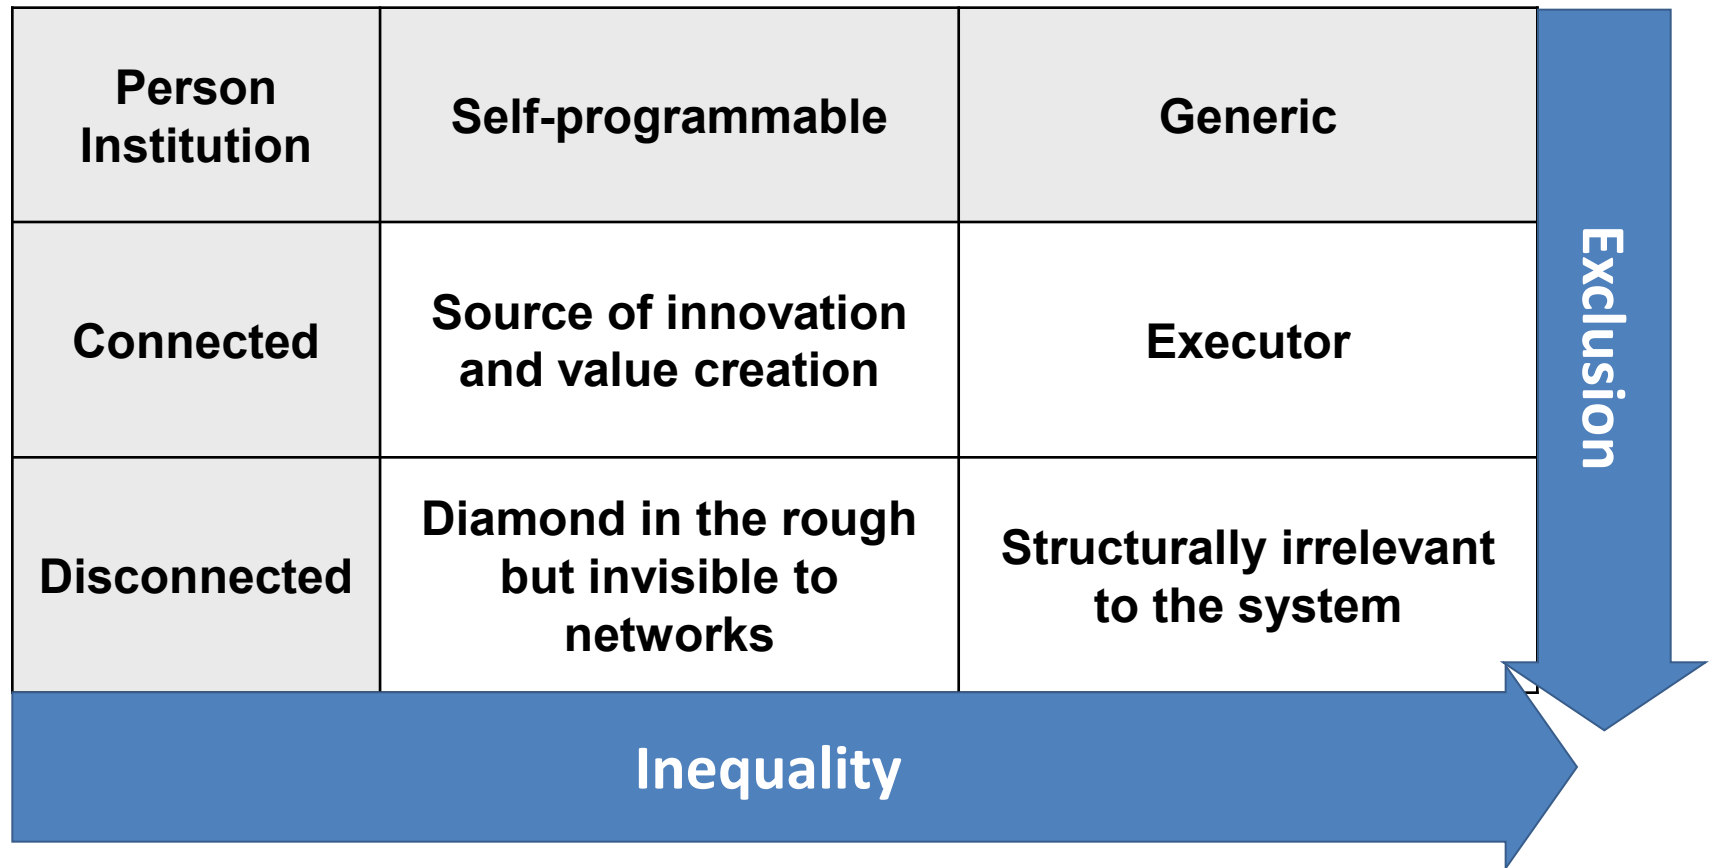 Person
Institution
Self-programmable
Generic
Connected
Source of innovation
and value creation
Executor
Disconnected
Diamond in the rough
but invisible to
networks
Structurally irrelevant
to the system
Exclusion
Inequality